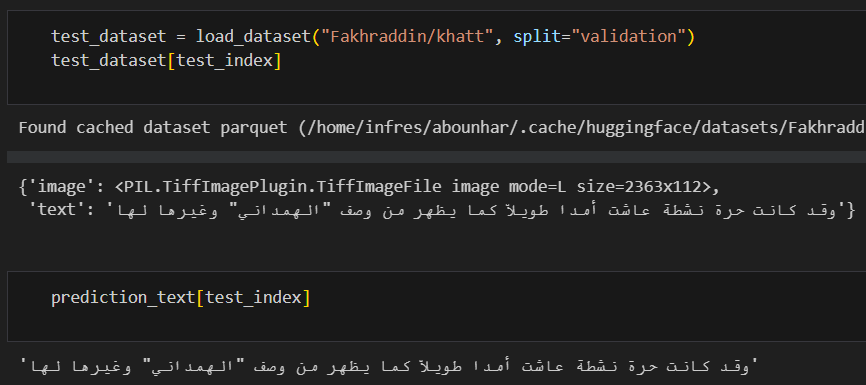 test_dataset = load_dataset("Fakhraddin/khatt", split="validation")
test_dataset[test_index]
Found cached dataset parquet (/home/infres/abounhar/.cache/huggingface/datasets/Fakhradd
{'image': <PIL.TiffImagePlugin.TiffImageFile image mode=L size=2363x112>,
'text': 'وقد كانت حرة نشطة عاشت أمدا طويلاً كما يظهر من وصف "الهمداني" وغيرها لها'}
prediction_text[test_index]
'وقد كانت حرة نشطة عاشت أمدا طويلاً كما يظهر من وصف "الهمداني" وغيرها لها'